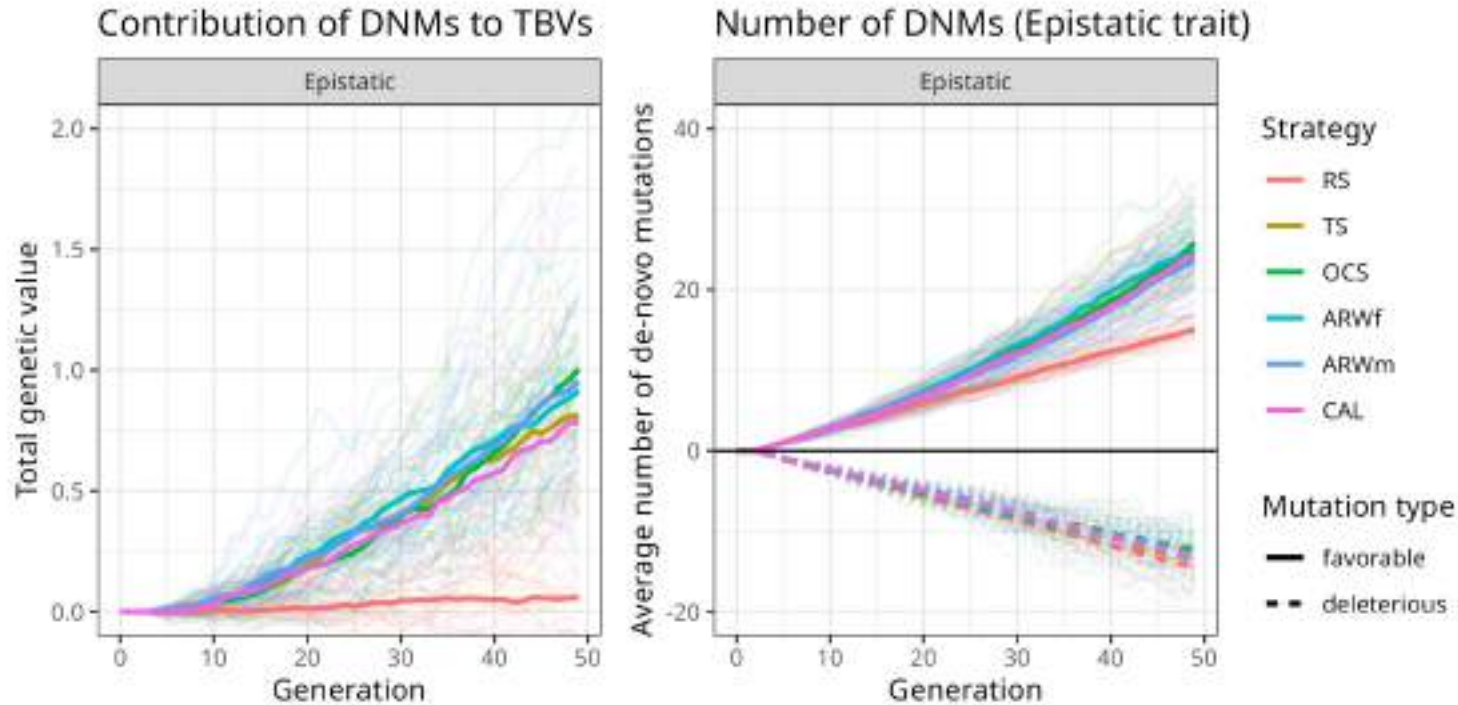 Contribution of DNMs to TBVs
Epistatic
Total genetic value
2.0
1.5
1.0
0.5
0.0
0 10 20 30 40 50
Generation
Number of DNMs (Epistatic trait)
Epistatic
Average number of de-novo mutations
40
20
0
-20
0 10 20 30 40 50
Generation
Strategy
RS
TS
OCS
ARWf
ARWm
CAL
Mutation type
favorable
deleterious